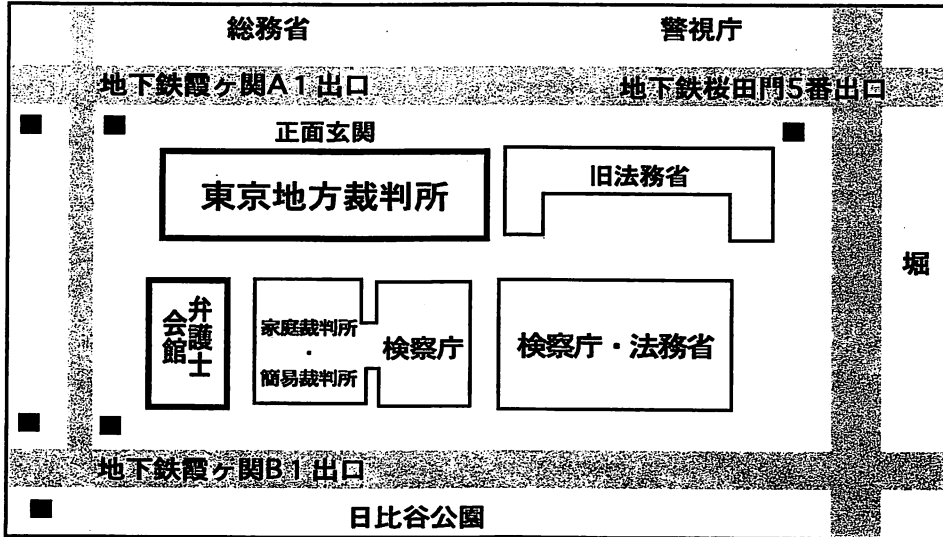 総務省
警視庁
地下鉄霞ヶ関A1出口
地下鉄桜田門5番出口
正面玄関
東京地方裁判所
旧法務省
堀
弁護士
会館
家庭裁判所
・
簡易裁判所
検察庁
検察庁・法務省
地下鉄霞ヶ関B1出口
日比谷公園